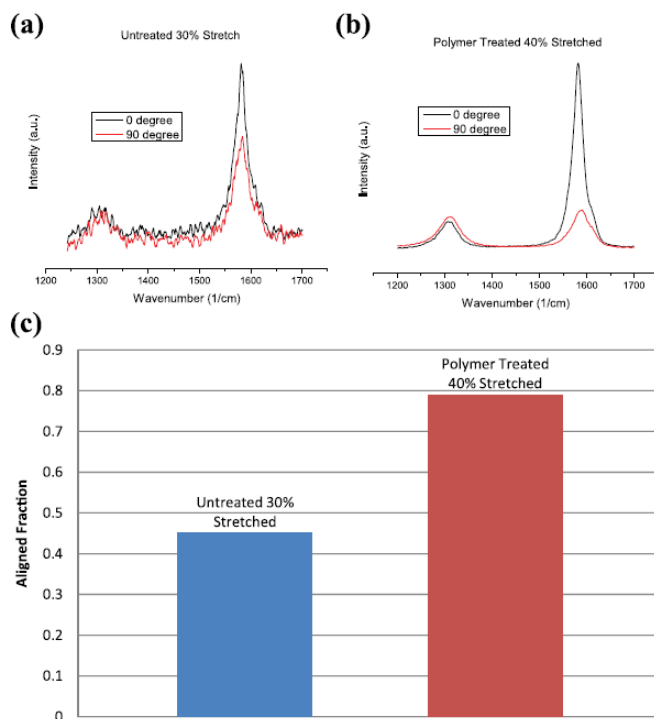 (a)
Untreated 30% Stretch
0 degree
90 degree
Intensity (a.u.)
1300
1400
1500
1600
1700
Wavenumber (1/cm)
(b)
Polymer Treated 40% Stretched
0 degree
90 degree
Intensity (a.u.)
1200
1300
1400
1500
1600
1700
Wavenumber (1/cm)
(c)
0.9
0.8
0.7
0.6
0.5
0.4
0.3
0.2
0.1
0
Aligned Fraction
Untreated 30%
Stretched
Polymer Treated
40% Stretched